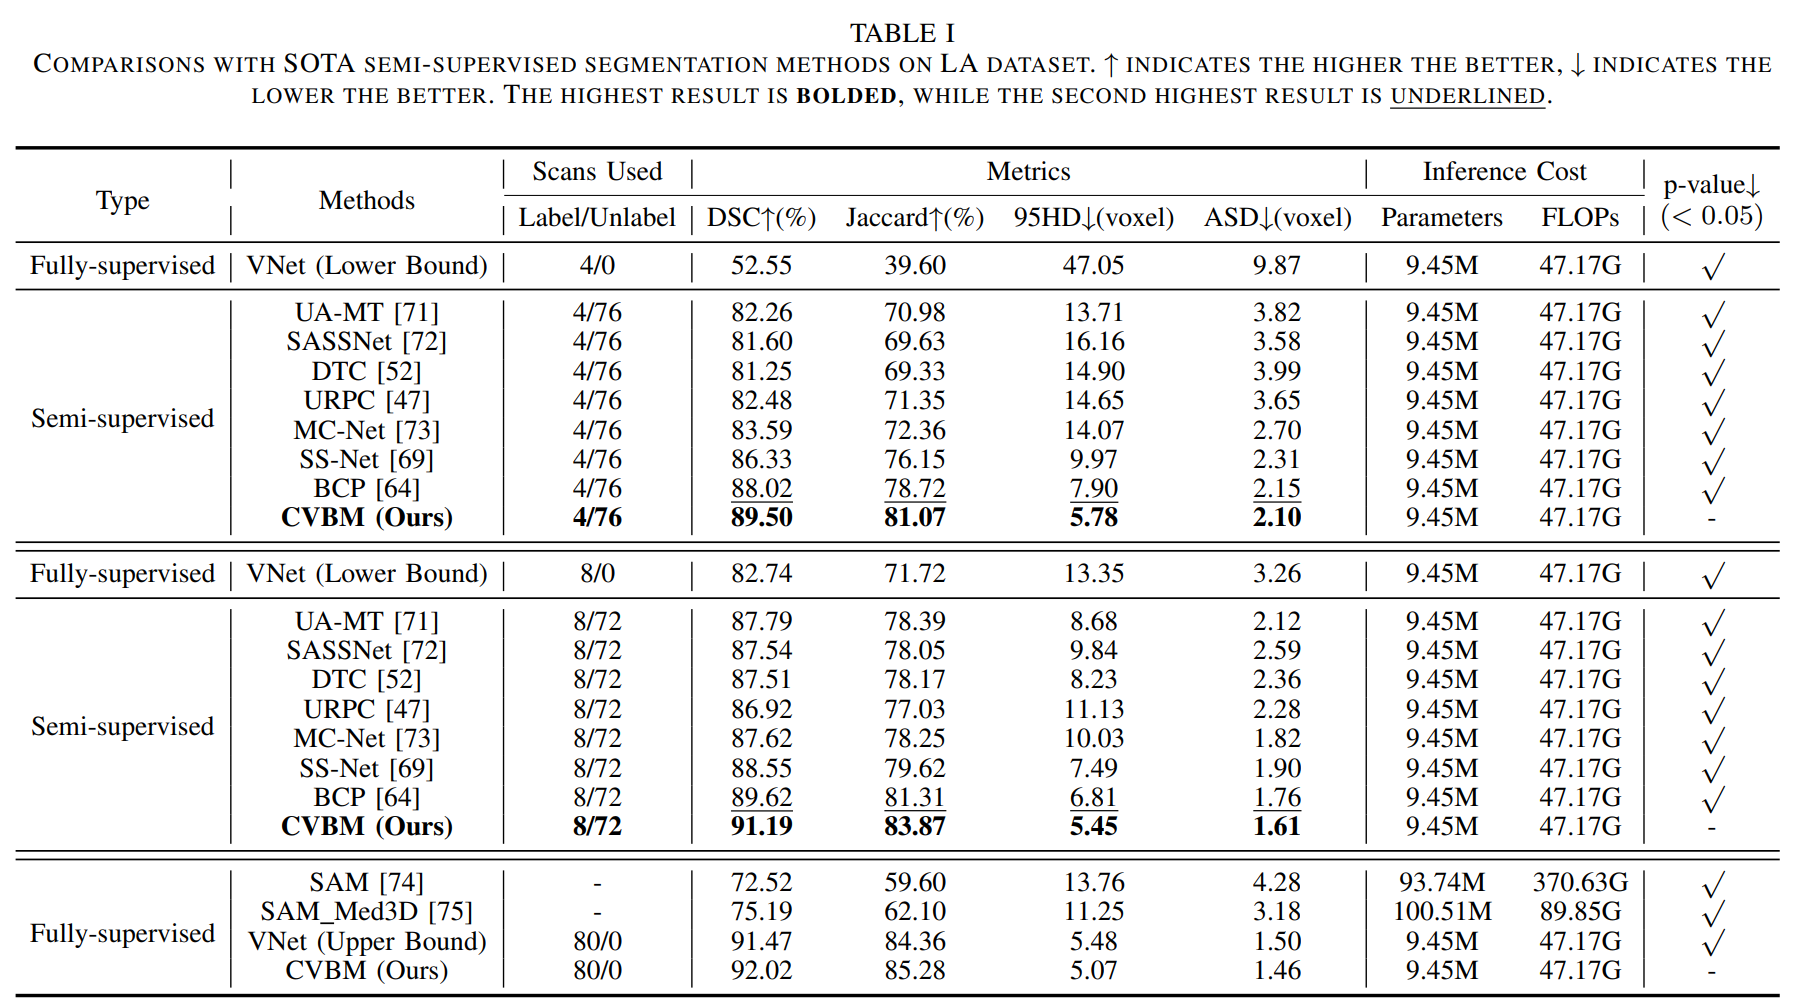 TABLE I
COMPARISONS WITH SOTA SEMI-SUPERVISED SEGMENTATION METHODS ON LA DATASET. ↑ INDICATES THE HIGHER THE BETTER, ↓ INDICATES THE
LOWER THE BETTER. THE HIGHEST RESULT IS BOLDED, WHILE THE SECOND HIGHEST RESULT IS UNDERLINED.
Type Methods Scans Used Metrics Inference Cost p-value↓
Label/Unlabel DSC↑(%) Jaccard↑(%) 95HD↓(voxel) ASD↓(voxel) Parameters FLOPs (< 0.05)
Fully-supervised VNet (Lower Bound) 4/0 52.55 39.60 47.05 9.87 9.45M 47.17G √
Semi-supervised
UA-MT [71] 4/76 82.26 70.98 13.71 3.82 9.45M 47.17G √
SASSNet [72] 4/76 81.60 69.63 16.16 3.58 9.45M 47.17G √
DTC [52] 4/76 81.25 69.33 14.90 3.99 9.45M 47.17G √
URPC [47] 4/76 82.48 71.35 14.65 3.65 9.45M 47.17G √
MC-Net [73] 4/76 83.59 72.36 14.07 2.70 9.45M 47.17G √
SS-Net [69] 4/76 86.33 76.15 9.97 2.31 9.45M 47.17G √
BCP [64] 4/76 88.02 78.72 7.90 2.15 9.45M 47.17G √
CVBM (Ours) 4/76 89.50 81.07 5.78 2.10 9.45M 47.17G -
Fully-supervised VNet (Lower Bound) 8/0 82.74 71.72 13.35 3.26 9.45M 47.17G √
Semi-supervised
UA-MT [71] 8/72 87.79 78.39 8.68 2.12 9.45M 47.17G √
SASSNet [72] 8/72 87.54 78.05 9.84 2.59 9.45M 47.17G √
DTC [52] 8/72 87.51 78.17 8.23 2.36 9.45M 47.17G √
URPC [47] 8/72 86.92 77.03 11.13 2.28 9.45M 47.17G √
MC-Net [73] 8/72 87.62 78.25 10.03 1.82 9.45M 47.17G √
SS-Net [69] 8/72 88.55 79.62 7.49 1.90 9.45M 47.17G √
BCP [64] 8/72 89.62 81.31 6.81 1.76 9.45M 47.17G √
CVBM (Ours) 8/72 91.19 83.87 5.45 1.61 9.45M 47.17G -
Fully-supervised
SAM [74] - 72.52 59.60 13.76 4.28 93.74M 370.63G √
SAM_Med3D [75] - 75.19 62.10 11.25 3.18 100.51M 89.85G √
VNet (Upper Bound) 80/0 91.47 84.36 5.48 1.50 9.45M 47.17G √
CVBM (Ours) 80/0 92.02 85.28 5.07 1.46 9.45M 47.17G -